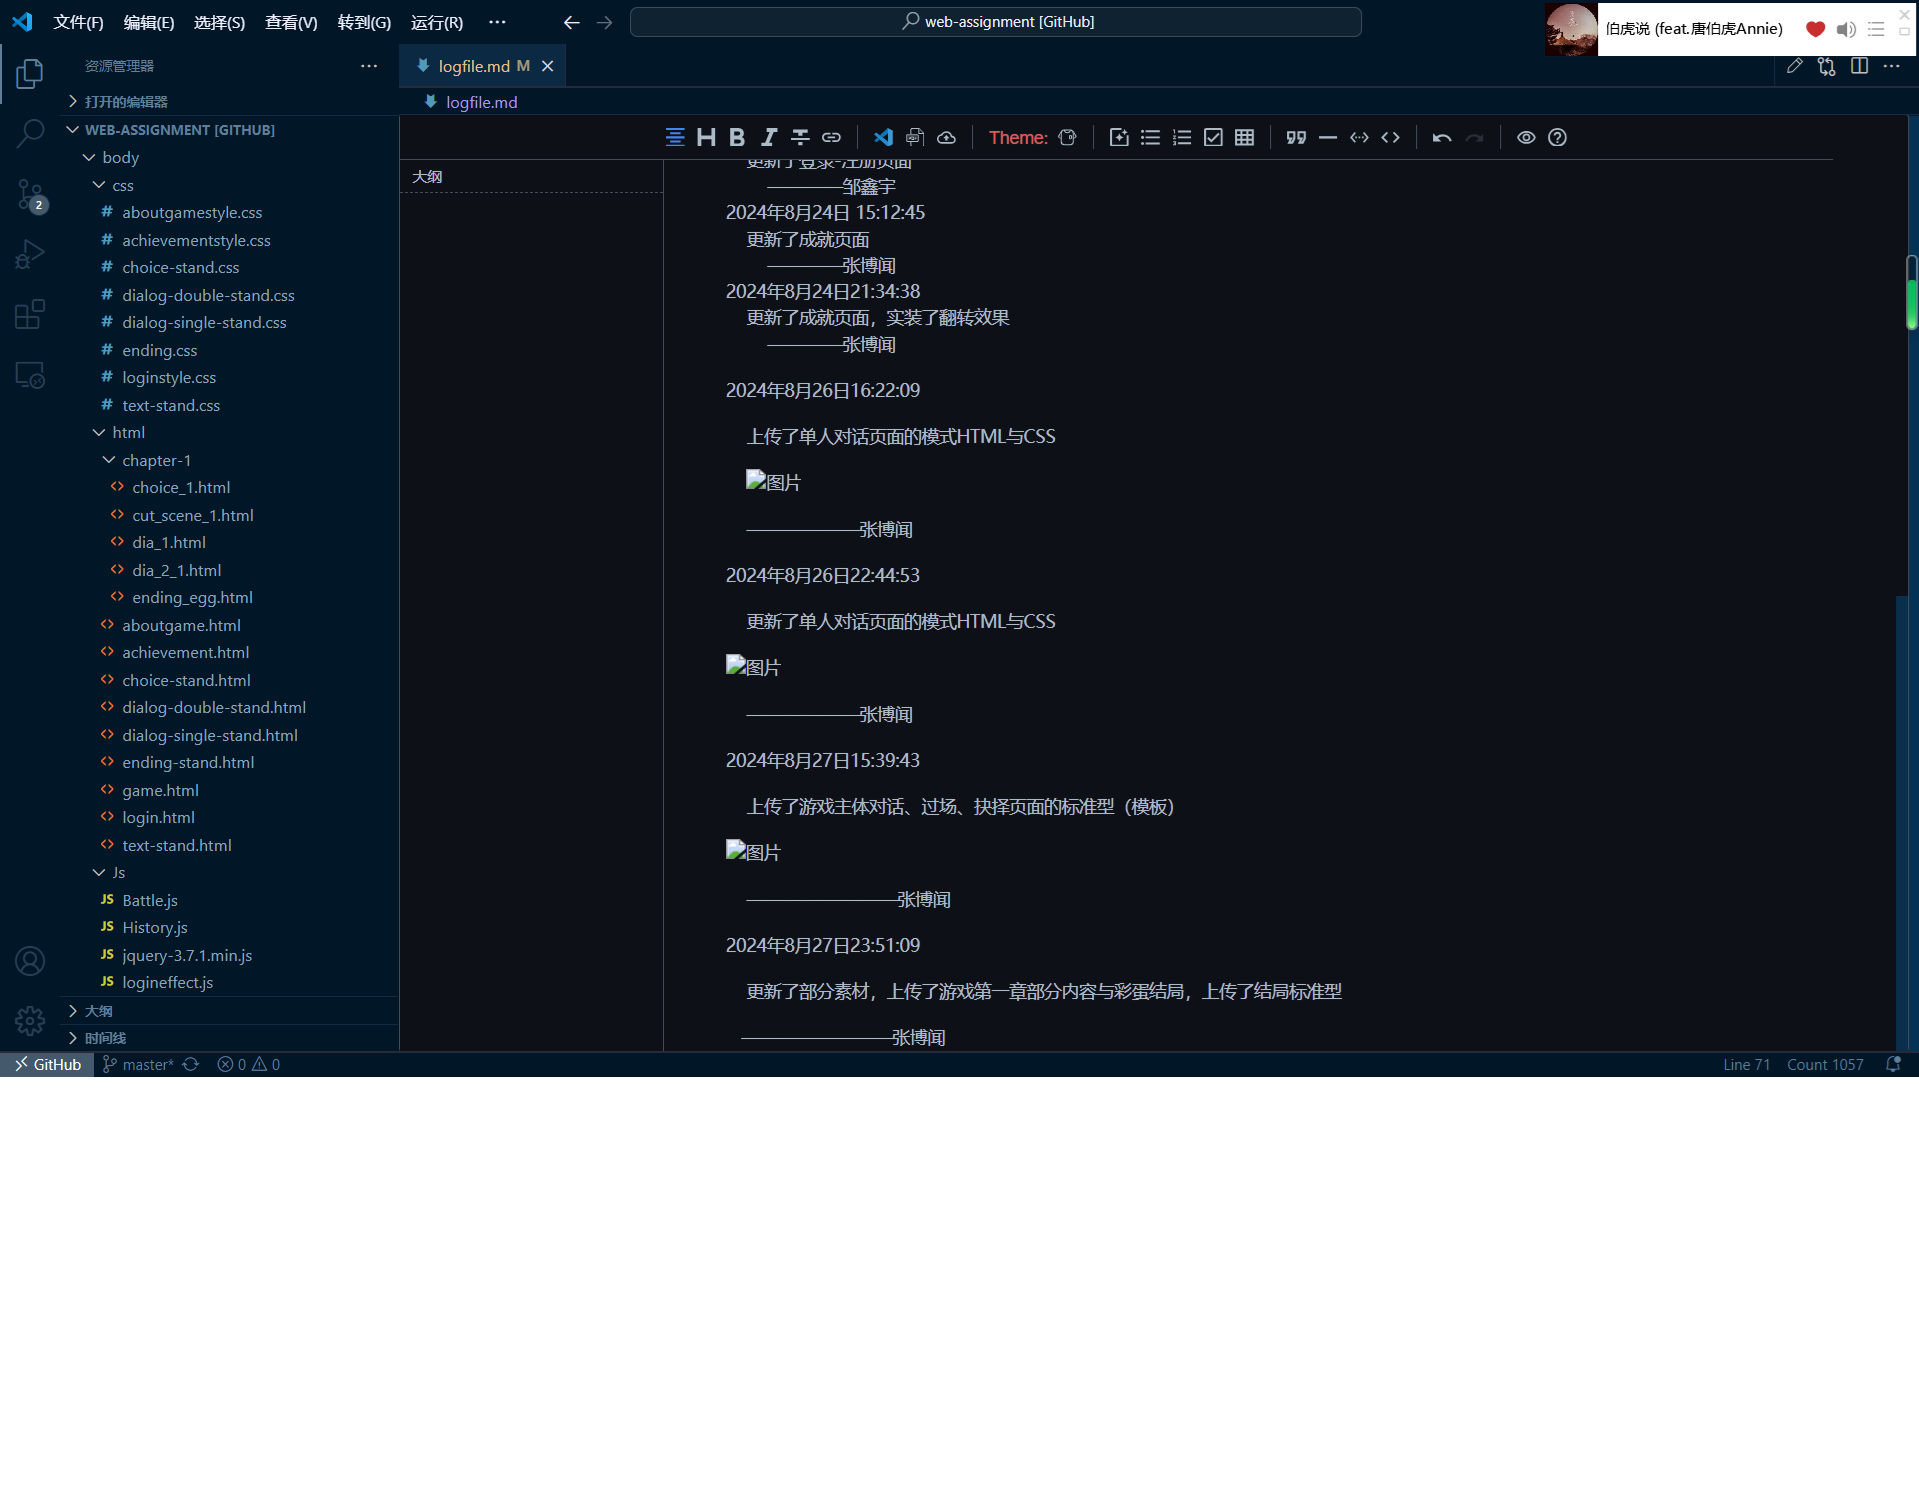 文件(F) 编辑(E) 选择(S) 查看(V) 转到(G) 运行(R) ··· web-assignment [GitHub]
伯虎说 (feat.唐伯虎Annie)
资源管理器 ···
logfile.md M
打开的编辑器
logfile.md
WEB-ASSIGNMENT [GITHUB]
body
css
aboutgamestyle.css
achievementstyle.css
choice-stand.css
dialog-double-stand.css
dialog-single-stand.css
ending.css
loginstyle.css
text-stand.css
html
chapter-1
choice_1.html
cut_scene_1.html
dia_1.html
dia_2_1.html
ending_egg.html
aboutgame.html
achievement.html
choice-stand.html
dialog-double-stand.html
dialog-single-stand.html
ending-stand.html
game.html
login.html
text-stand.html
Js
JS Battle.js
JS History.js
JS jquery-3.7.1.min.js
JS logineffect.js
大纲
时间线
2
Theme:
大纲
更新了登录-注册页面
————邹鑫宇
2024年8月24日 15:12:45
更新了成就页面
————张博闻
2024年8月24日21:34:38
更新了成就页面，实装了翻转效果
————张博闻
2024年8月26日16:22:09
上传了单人对话页面的模式HTML与CSS
图片
——————张博闻
2024年8月26日22:44:53
更新了单人对话页面的模式HTML与CSS
图片
——————张博闻
2024年8月27日15:39:43
上传了游戏主体对话、过场、抉择页面的标准型（模板）
图片
————————张博闻
2024年8月27日23:51:09
更新了部分素材，上传了游戏第一章部分内容与彩蛋结局，上传了结局标准型
————————张博闻
GitHub master* 0 0 Line 71 Count 1057